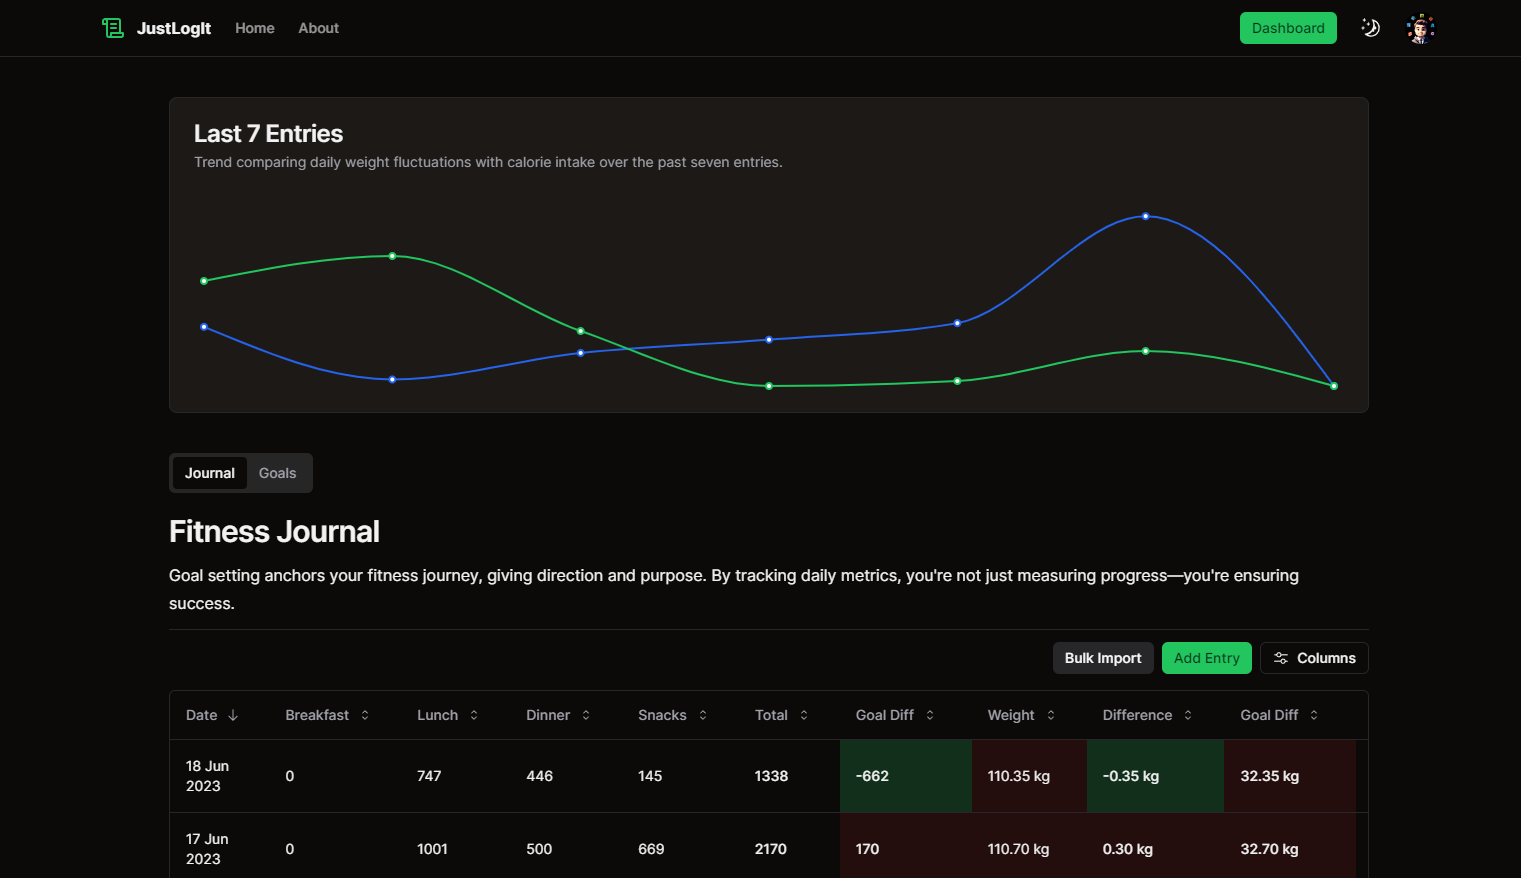 JustLogIt Home About Dashboard
Last 7 Entries
Trend comparing daily weight fluctuations with calorie intake over the past seven entries.
Journal Goals
Fitness Journal
Goal setting anchors your fitness journey, giving direction and purpose. By tracking daily metrics, you're not just measuring progress—you're ensuring
success.
Bulk Import Add Entry Columns
Date Breakfast Lunch Dinner Snacks Total Goal Diff Weight Difference Goal Diff
18 Jun
2023 0 747 446 145 1338 -662 110.35 kg -0.35 kg 32.35 kg
17 Jun
2023 0 1001 500 669 2170 170 110.70 kg 0.30 kg 32.70 kg